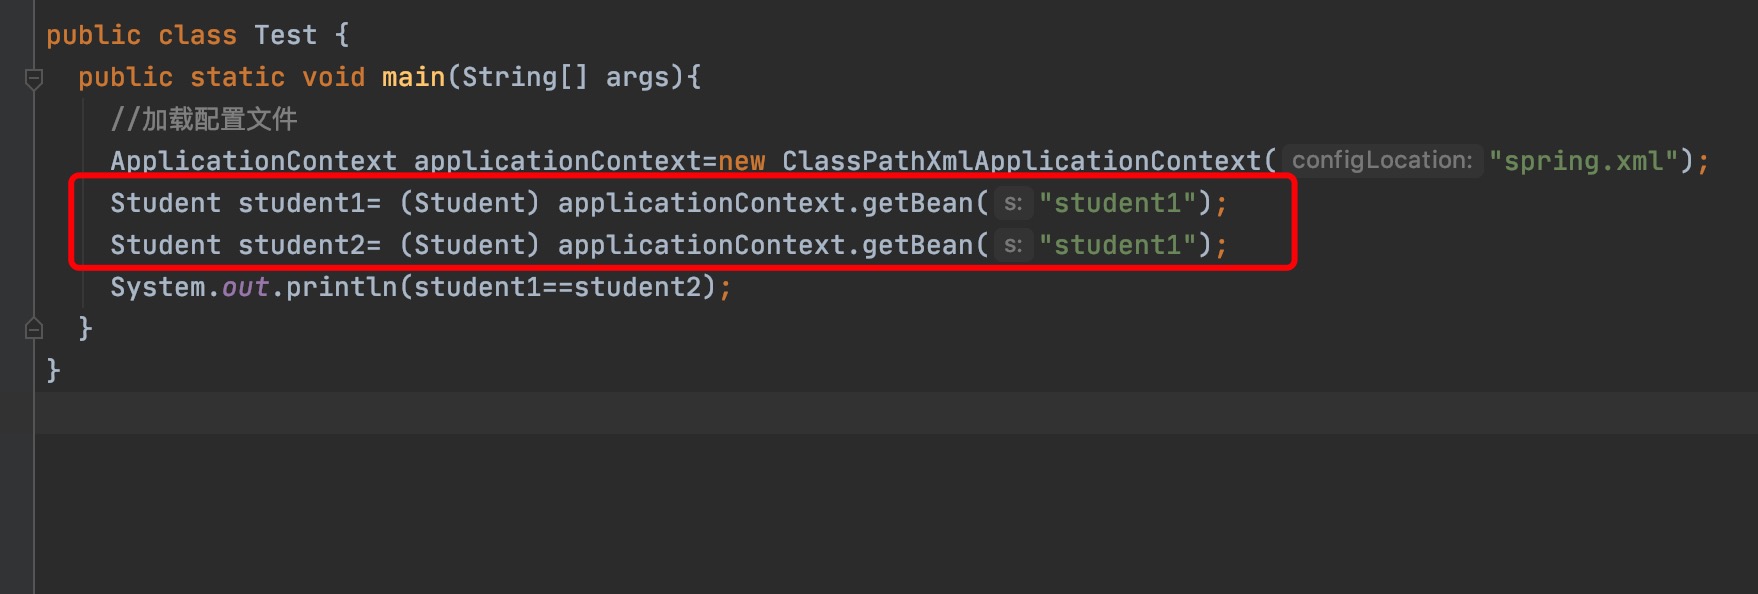 public class Test {
public static void main(String[] args){
//加载配置文件
ApplicationContext applicationContext=new ClassPathXmlApplicationContext( configLocation: "spring.xml");
Student student1= (Student) applicationContext.getBean( s: "student1");
Student student2= (Student) applicationContext.getBean( s: "student1");
System.out.println(student1==student2);
}
}